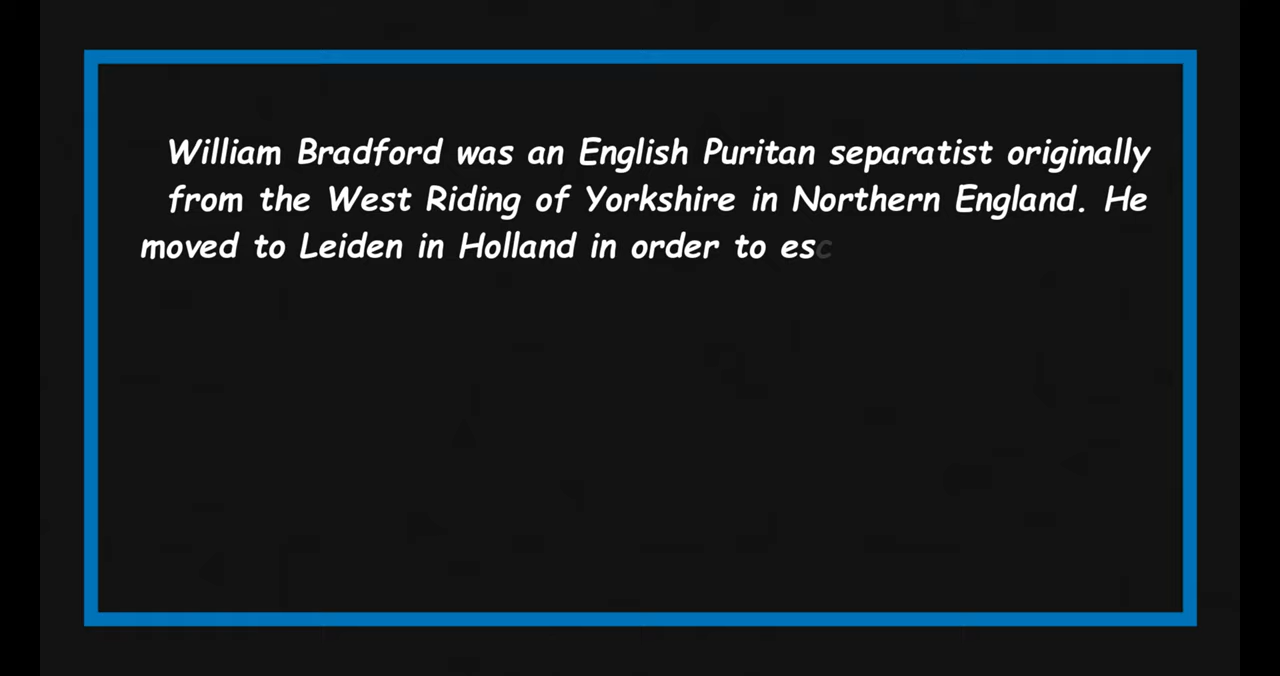 William Bradford was an English Puritan separatist originally
from the West Riding of Yorkshire in Northern England. He
moved to Leiden in Holland in order to esc